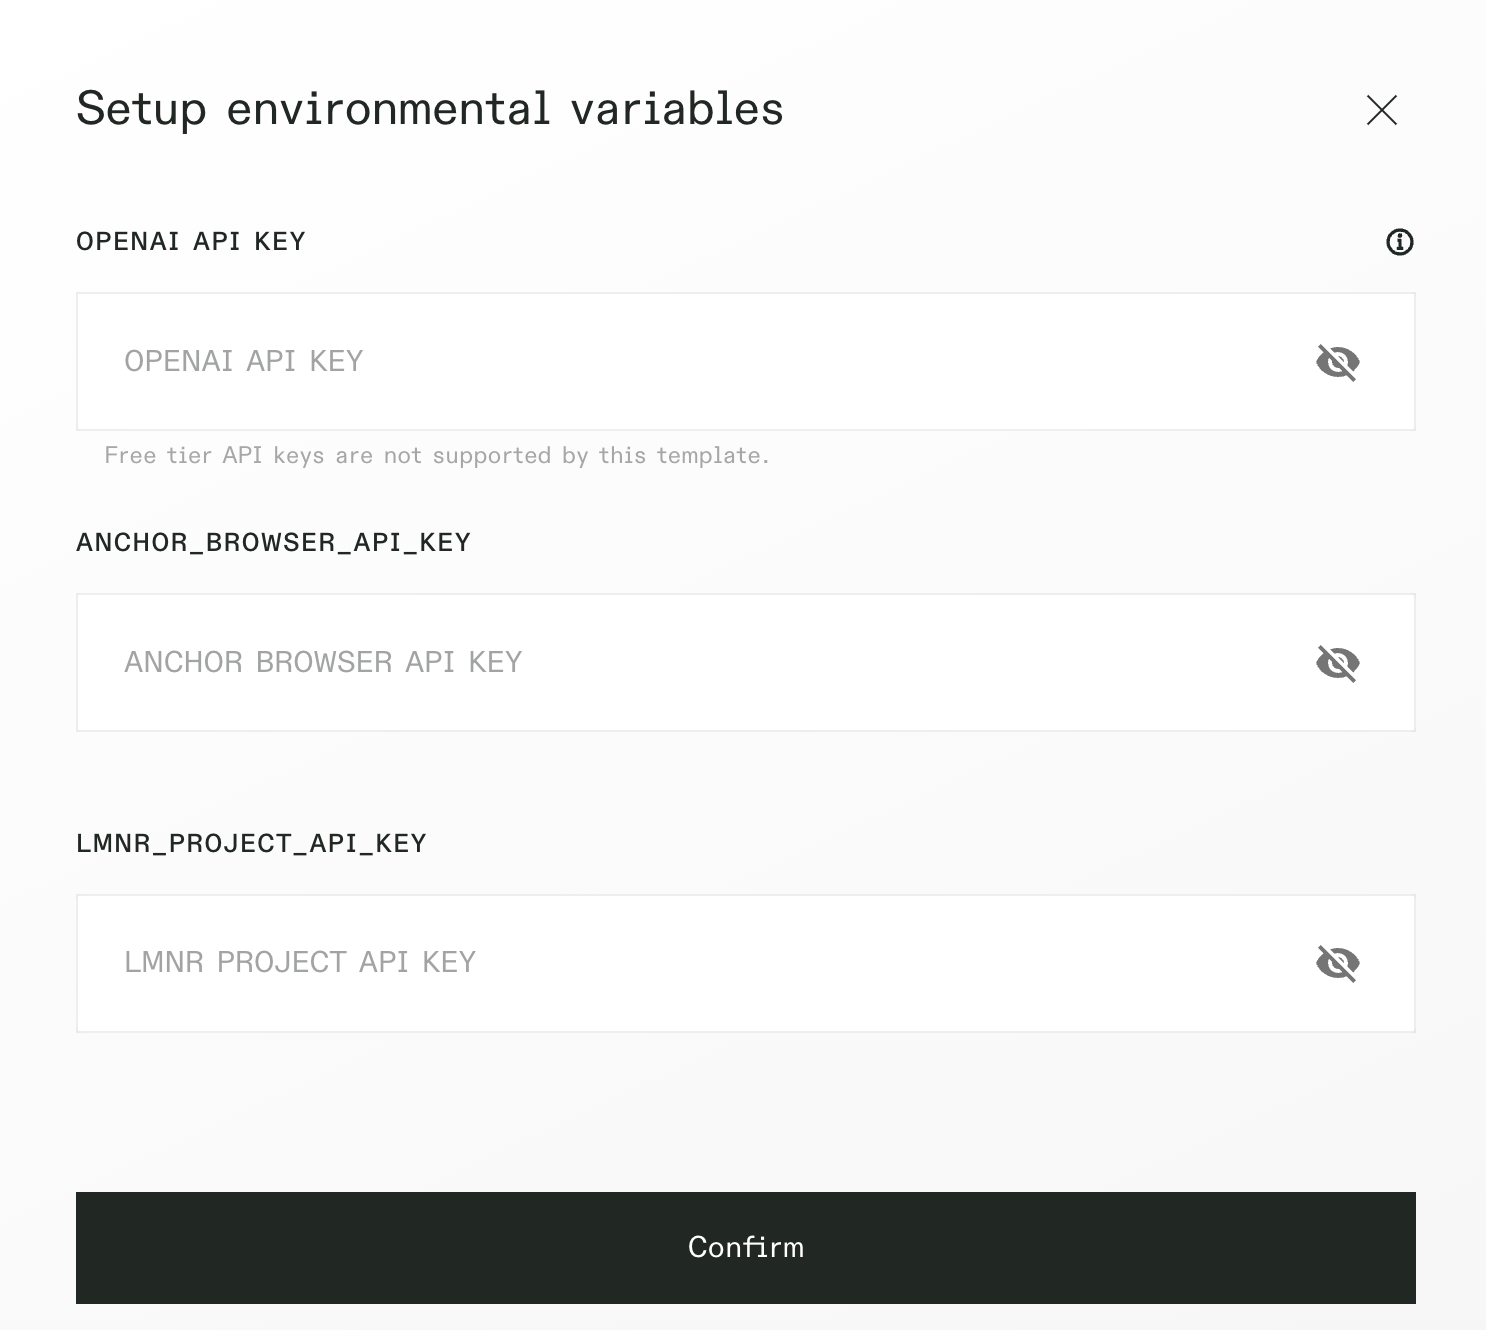 Setup environmental variables
OPENAI API KEY
OPENAI API KEY
Free tier API keys are not supported by this template.
ANCHOR_BROWSER_API_KEY
ANCHOR BROWSER API KEY
LMNR_PROJECT_API_KEY
LMNR PROJECT API KEY
Confirm